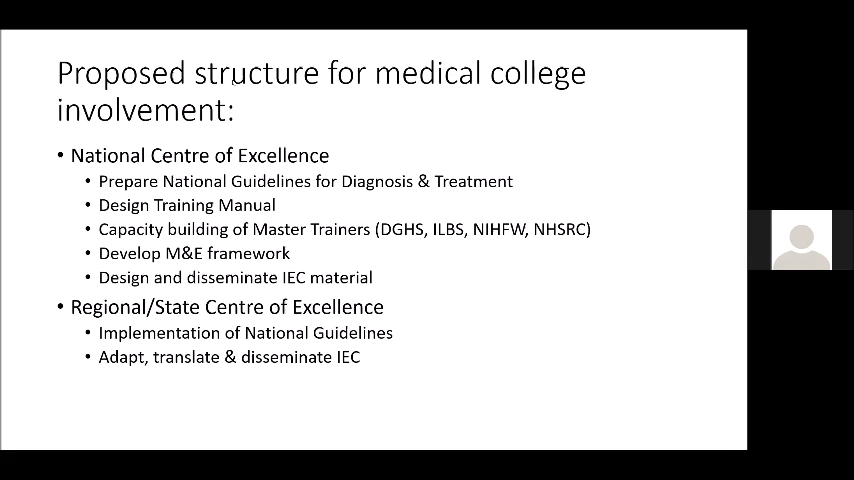 Proposed structure for medical college
involvement:
• National Centre of Excellence
• Prepare National Guidelines for Diagnosis & Treatment
• Design Training Manual
• Capacity building of Master Trainers (DGHS, ILBS, NIHFW, NHSRC)
• Develop M&E framework
• Design and disseminate IEC material
• Regional/State Centre of Excellence
• Implementation of National Guidelines
• Adapt, translate & disseminate IEC